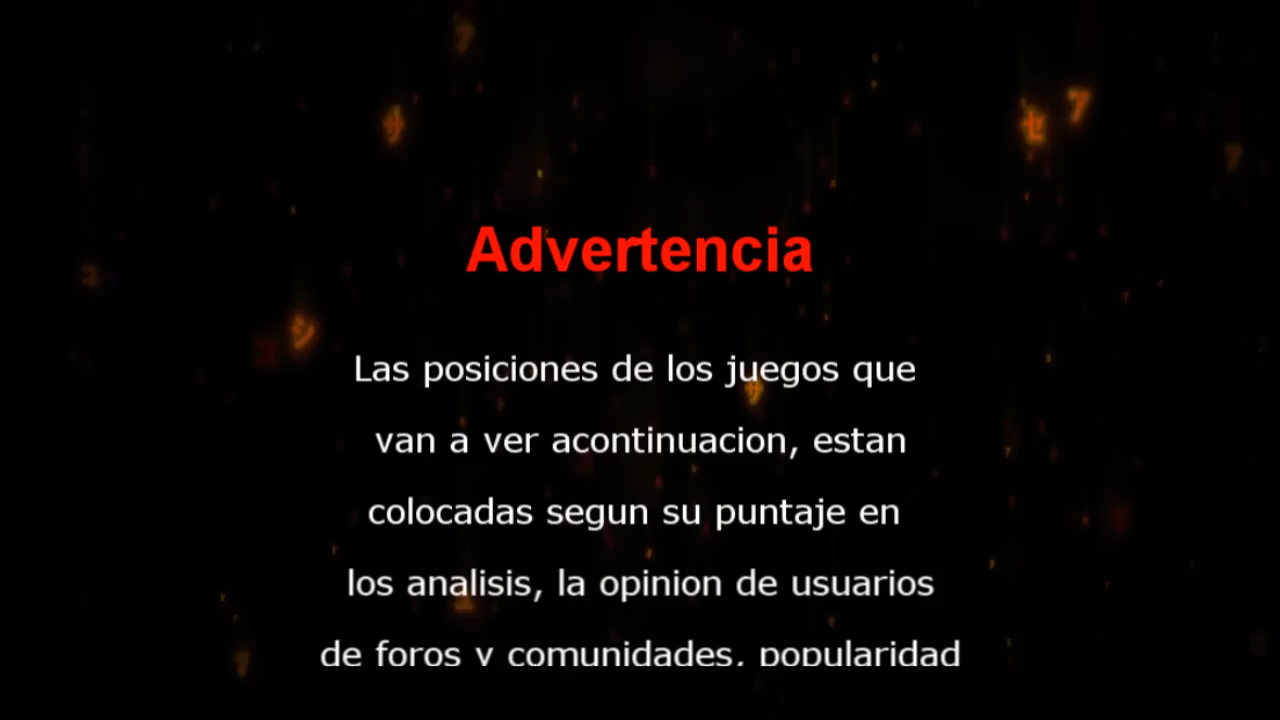 Advertencia
Las posiciones de los juegos que
van a ver acontinuacion, estan
colocadas segun su puntaje en
los analisis, la opinion de usuarios
de foros y comunidades, popularidad